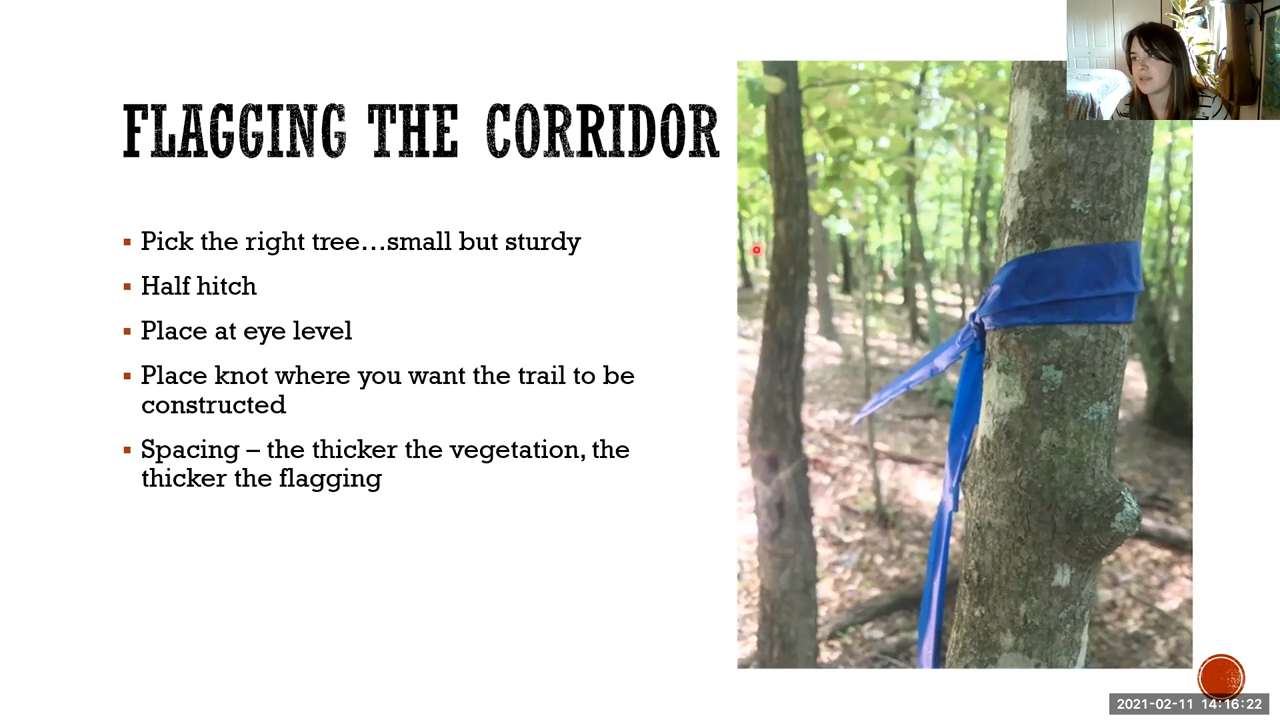 FLAGGING THE CORRIDOR
▪ Pick the right tree…small but sturdy
▪ Half hitch
▪ Place at eye level
▪ Place knot where you want the trail to be
constructed
▪ Spacing – the thicker the vegetation, the
thicker the flagging
2021-02-11 14:16:22